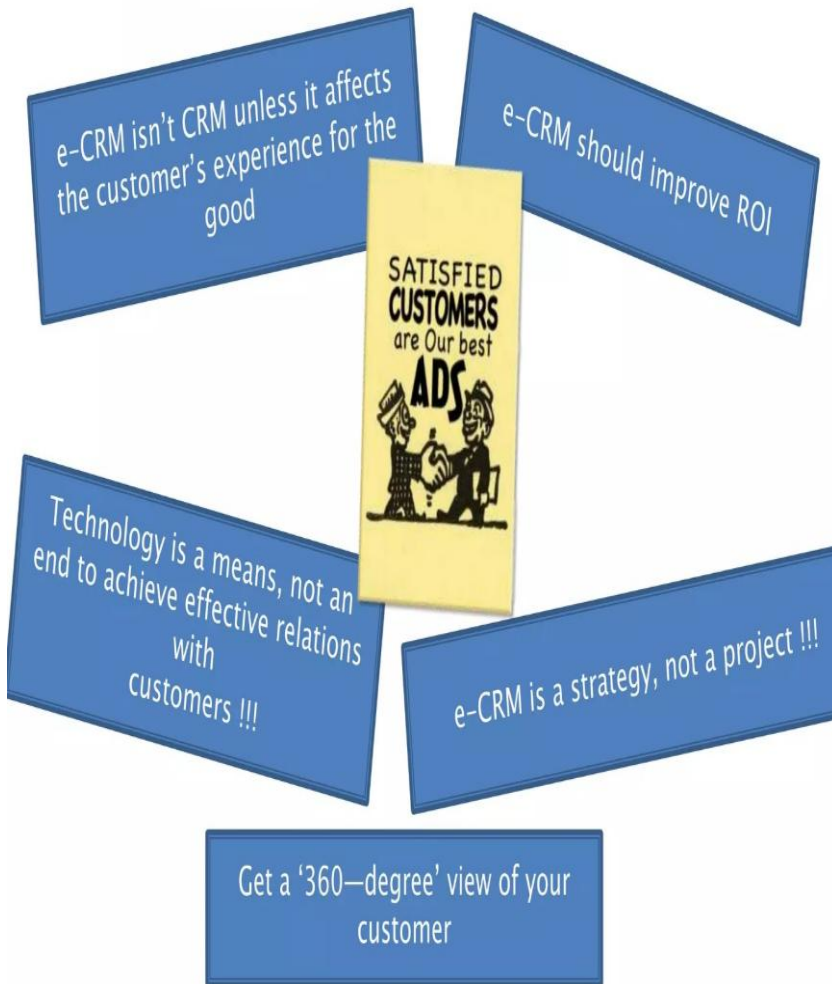 e-CRM isn't CRM unless it affects
the customer's experience for the
good
e-CRM should improve ROI
SATISFIED
CUSTOMERS
are Our best
ADS
Technology is a means, not an
end to achieve effective relations
with
customers !!!
e-CRM is a strategy, not a project !!!
Get a ‘360—degree’ view of your
customer